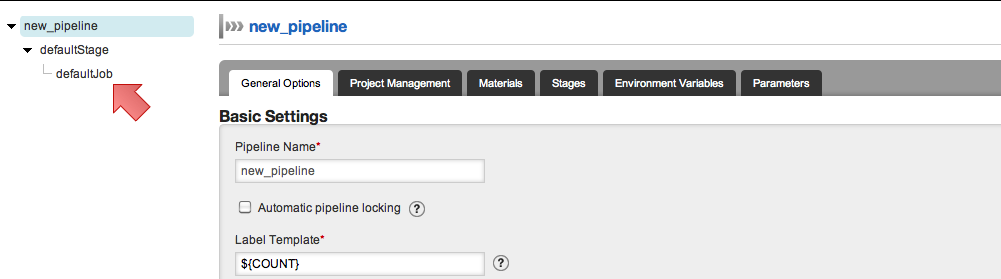 new_pipeline
defaultStage
defaultJob
new_pipeline
General Options Project Management Materials Stages Environment Variables Parameters
Basic Settings
Pipeline Name*
new_pipeline
Automatic pipeline locking ?
Label Template*
${COUNT} ?